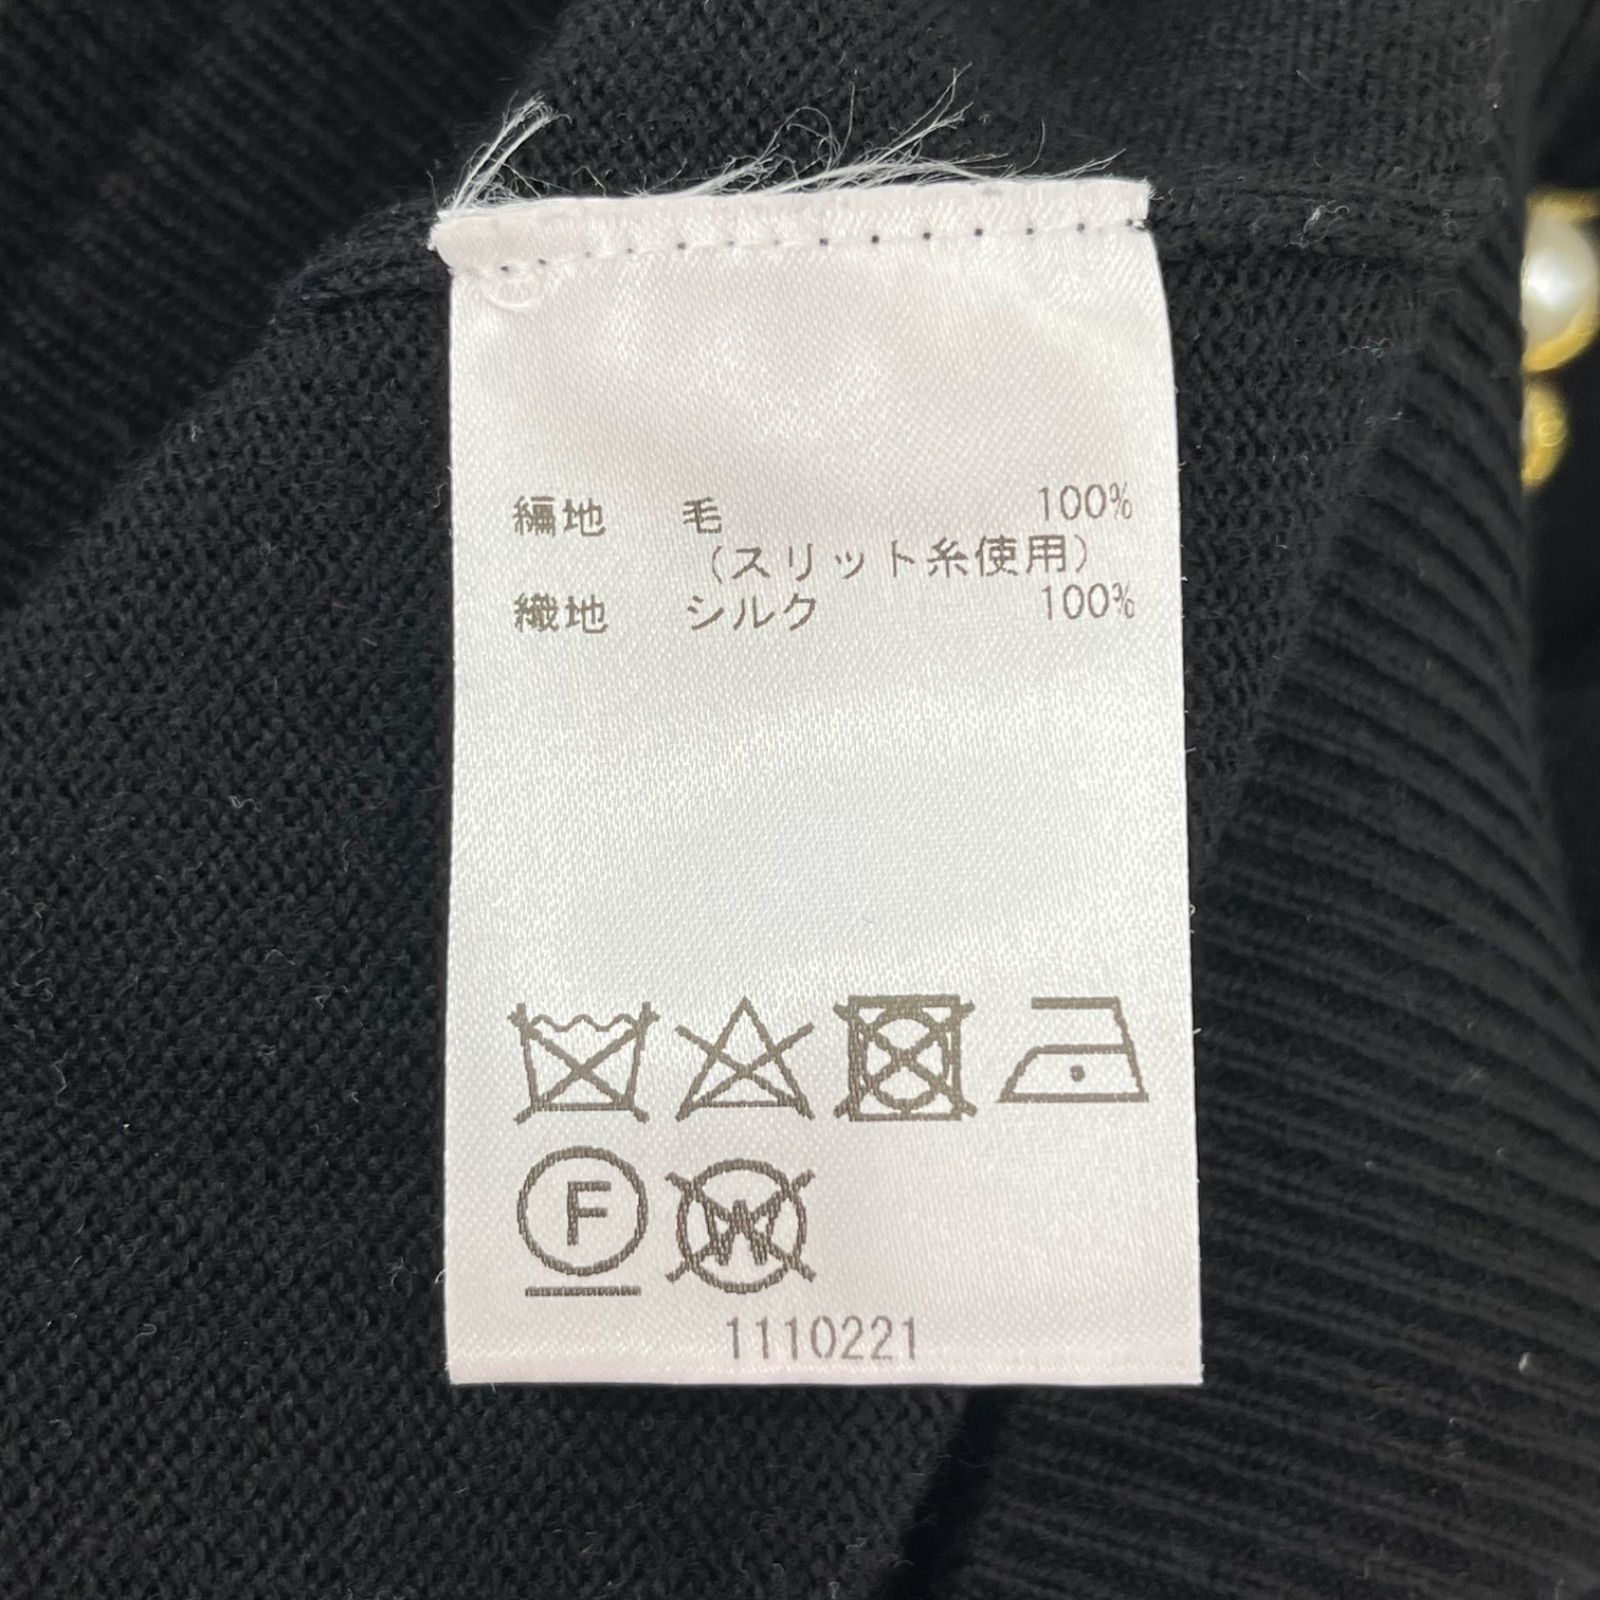 編地 毛 100%
(スリット糸使用)
織地 シルク 100%
F
W
1110221